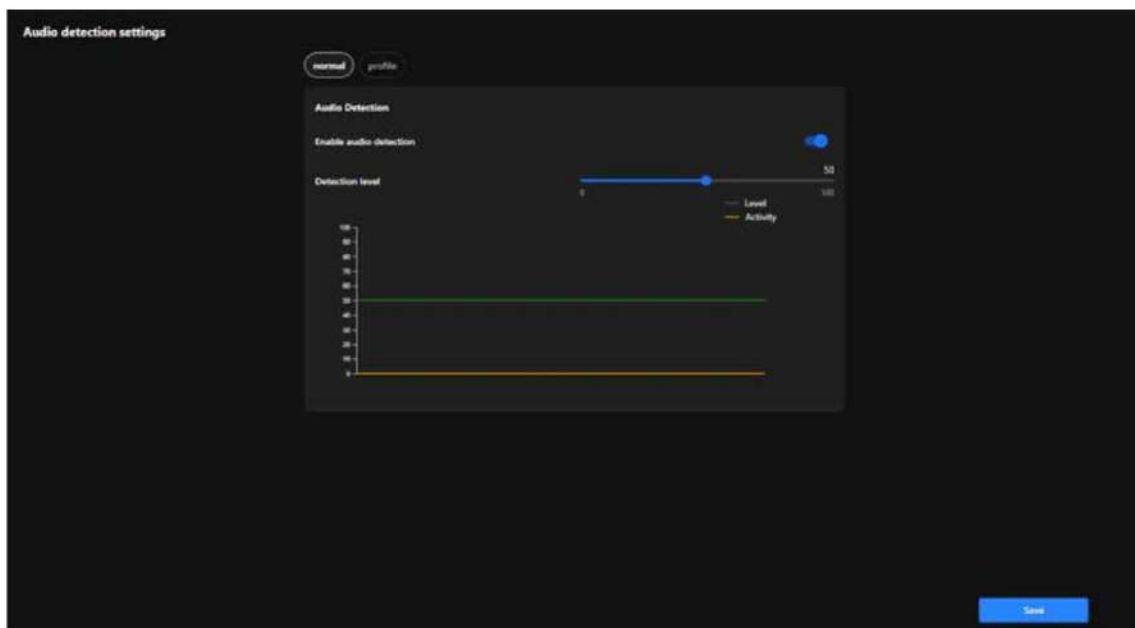 Audio detection settings
normal profile
Audio Detection
Enable audio detection
50
Detection level
0 100
Level
Activity
100
90
80
70
60
50
40
30
20
10
0
Save